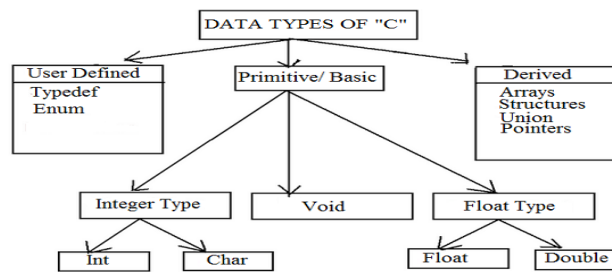 DATA TYPES OF "C"
User Defined
Typedef
Enum
Primitive/ Basic
Derived
Arrays
Structures
Union
Pointers
Integer Type
Void
Float Type
Int
Char
Float
Double